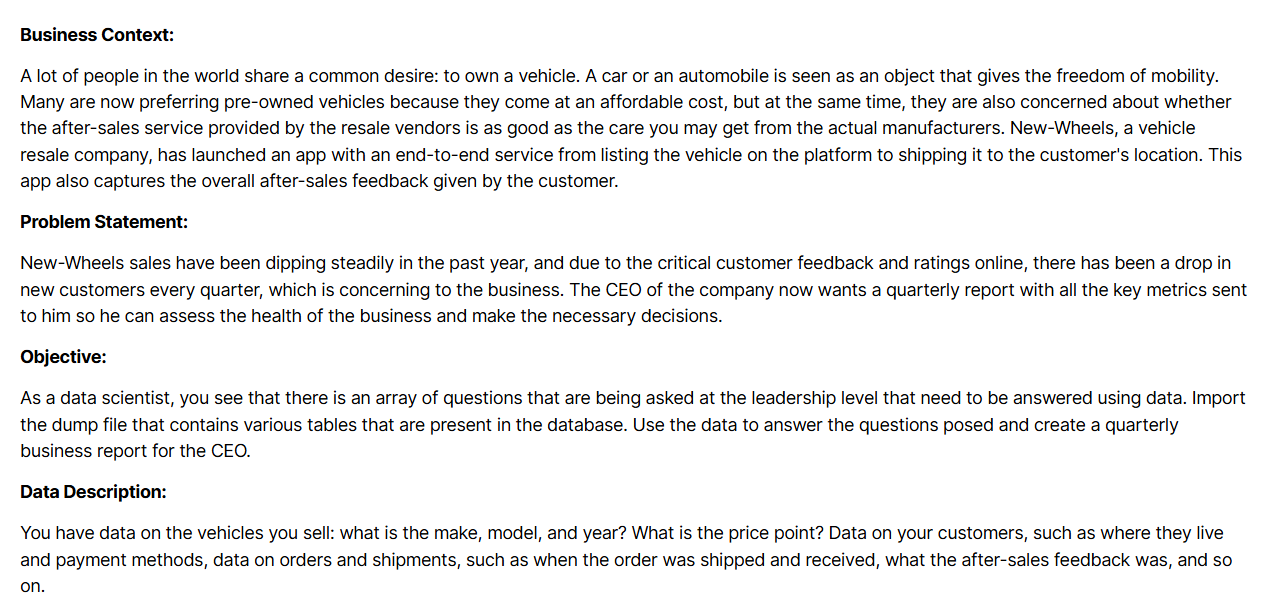 Business Context:
A lot of people in the world share a common desire: to own a vehicle. A car or an automobile is seen as an object that gives the freedom of mobility.
Many are now preferring pre-owned vehicles because they come at an affordable cost, but at the same time, they are also concerned about whether
the after-sales service provided by the resale vendors is as good as the care you may get from the actual manufacturers. New-Wheels, a vehicle
resale company, has launched an app with an end-to-end service from listing the vehicle on the platform to shipping it to the customer's location. This
app also captures the overall after-sales feedback given by the customer.
Problem Statement:
New-Wheels sales have been dipping steadily in the past year, and due to the critical customer feedback and ratings online, there has been a drop in
new customers every quarter, which is concerning to the business. The CEO of the company now wants a quarterly report with all the key metrics sent
to him so he can assess the health of the business and make the necessary decisions.
Objective:
As a data scientist, you see that there is an array of questions that are being asked at the leadership level that need to be answered using data. Import
the dump file that contains various tables that are present in the database. Use the data to answer the questions posed and create a quarterly
business report for the CEO.
Data Description:
You have data on the vehicles you sell: what is the make, model, and year? What is the price point? Data on your customers, such as where they live
and payment methods, data on orders and shipments, such as when the order was shipped and received, what the after-sales feedback was, and so
on.